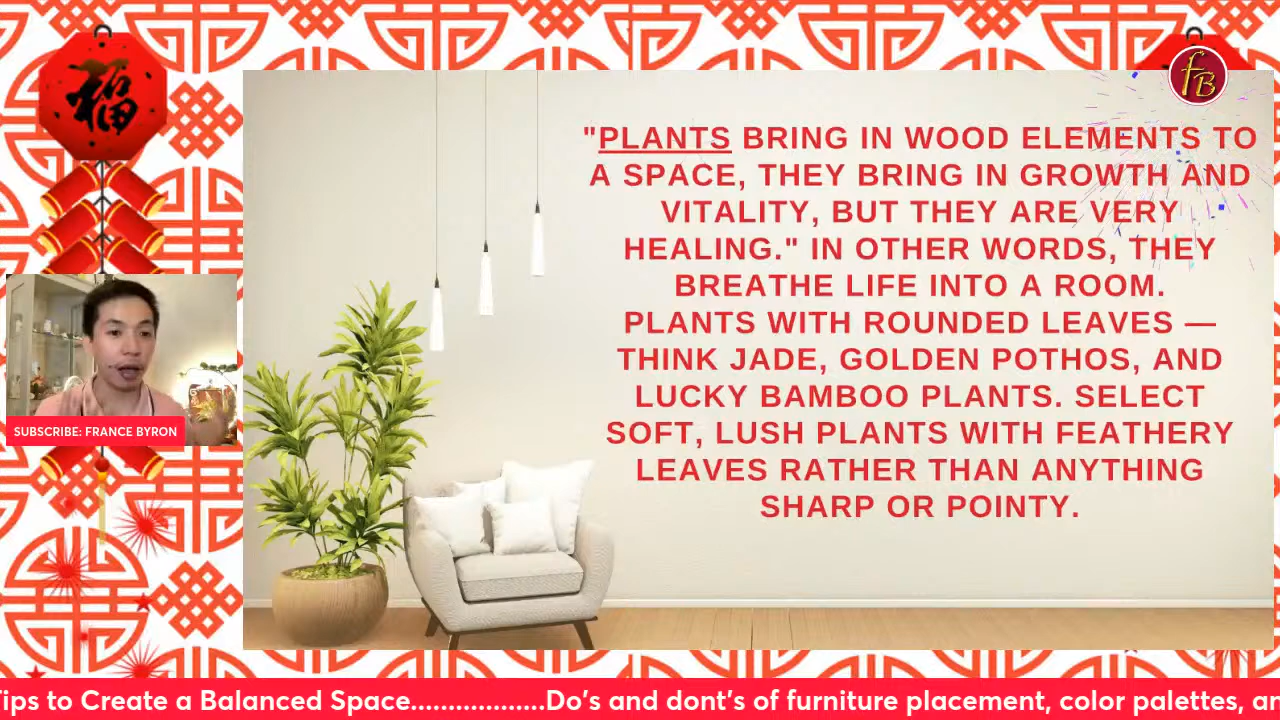 福
fB
"PLANTS BRING IN WOOD ELEMENTS TO
A SPACE, THEY BRING IN GROWTH AND
VITALITY, BUT THEY ARE VERY
HEALING." IN OTHER WORDS, THEY
BREATHE LIFE INTO A ROOM.
PLANTS WITH ROUNDED LEAVES —
THINK JADE, GOLDEN POTHOS, AND
LUCKY BAMBOO PLANTS. SELECT
SOFT, LUSH PLANTS WITH FEATHERY
LEAVES RATHER THAN ANYTHING
SHARP OR POINTY.
SUBSCRIBE: FRANCE BYRON
Tips to Create a Balanced Space..................Do's and dont's of furniture placement, color palettes, an